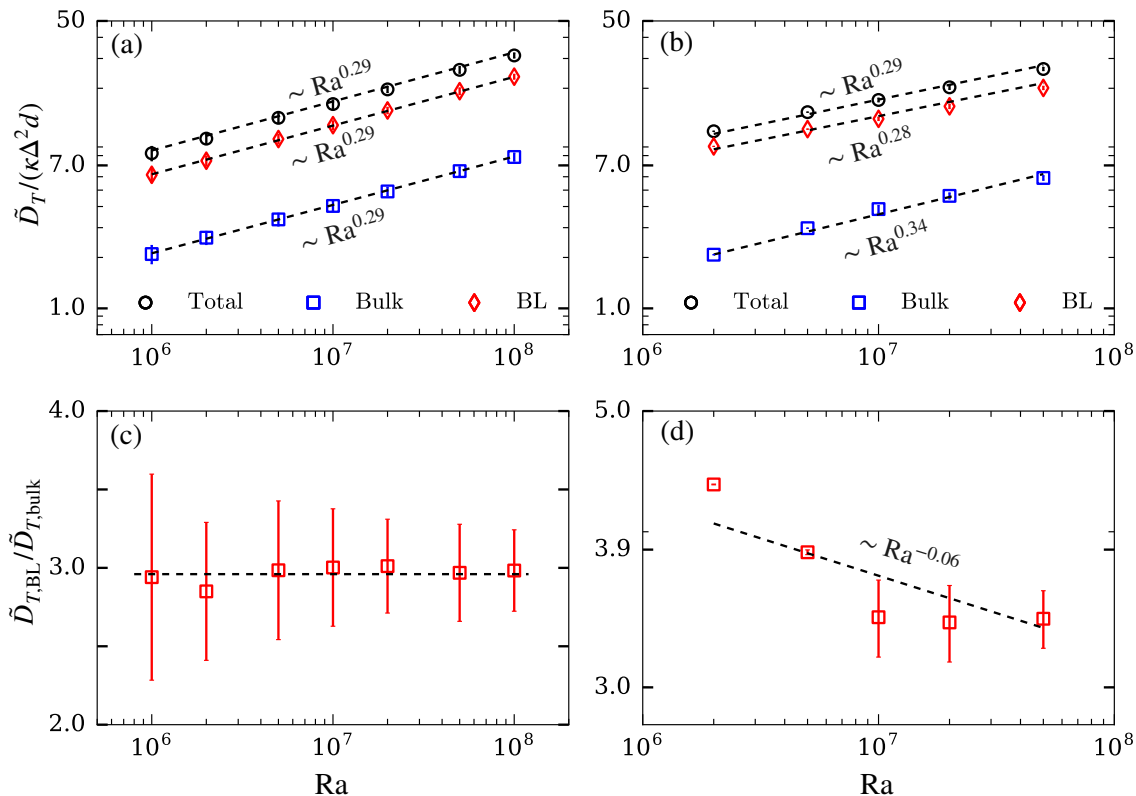 (a)
50
7.0
1.0
D̃_T/(κΔ²d)
~ Ra^0.29
~ Ra^0.29
~ Ra^0.29
Total Bulk BL
10^6 10^7 10^8
(b)
50
7.0
1.0
~ Ra^0.29
~ Ra^0.28
~ Ra^0.34
Total Bulk BL
10^6 10^7 10^8
(c)
4.0
3.0
2.0
D̃_T,BL/D̃_T,bulk
10^6 10^7 10^8
Ra
(d)
5.0
3.9
3.0
~ Ra^−0.06
10^6 10^7 10^8
Ra